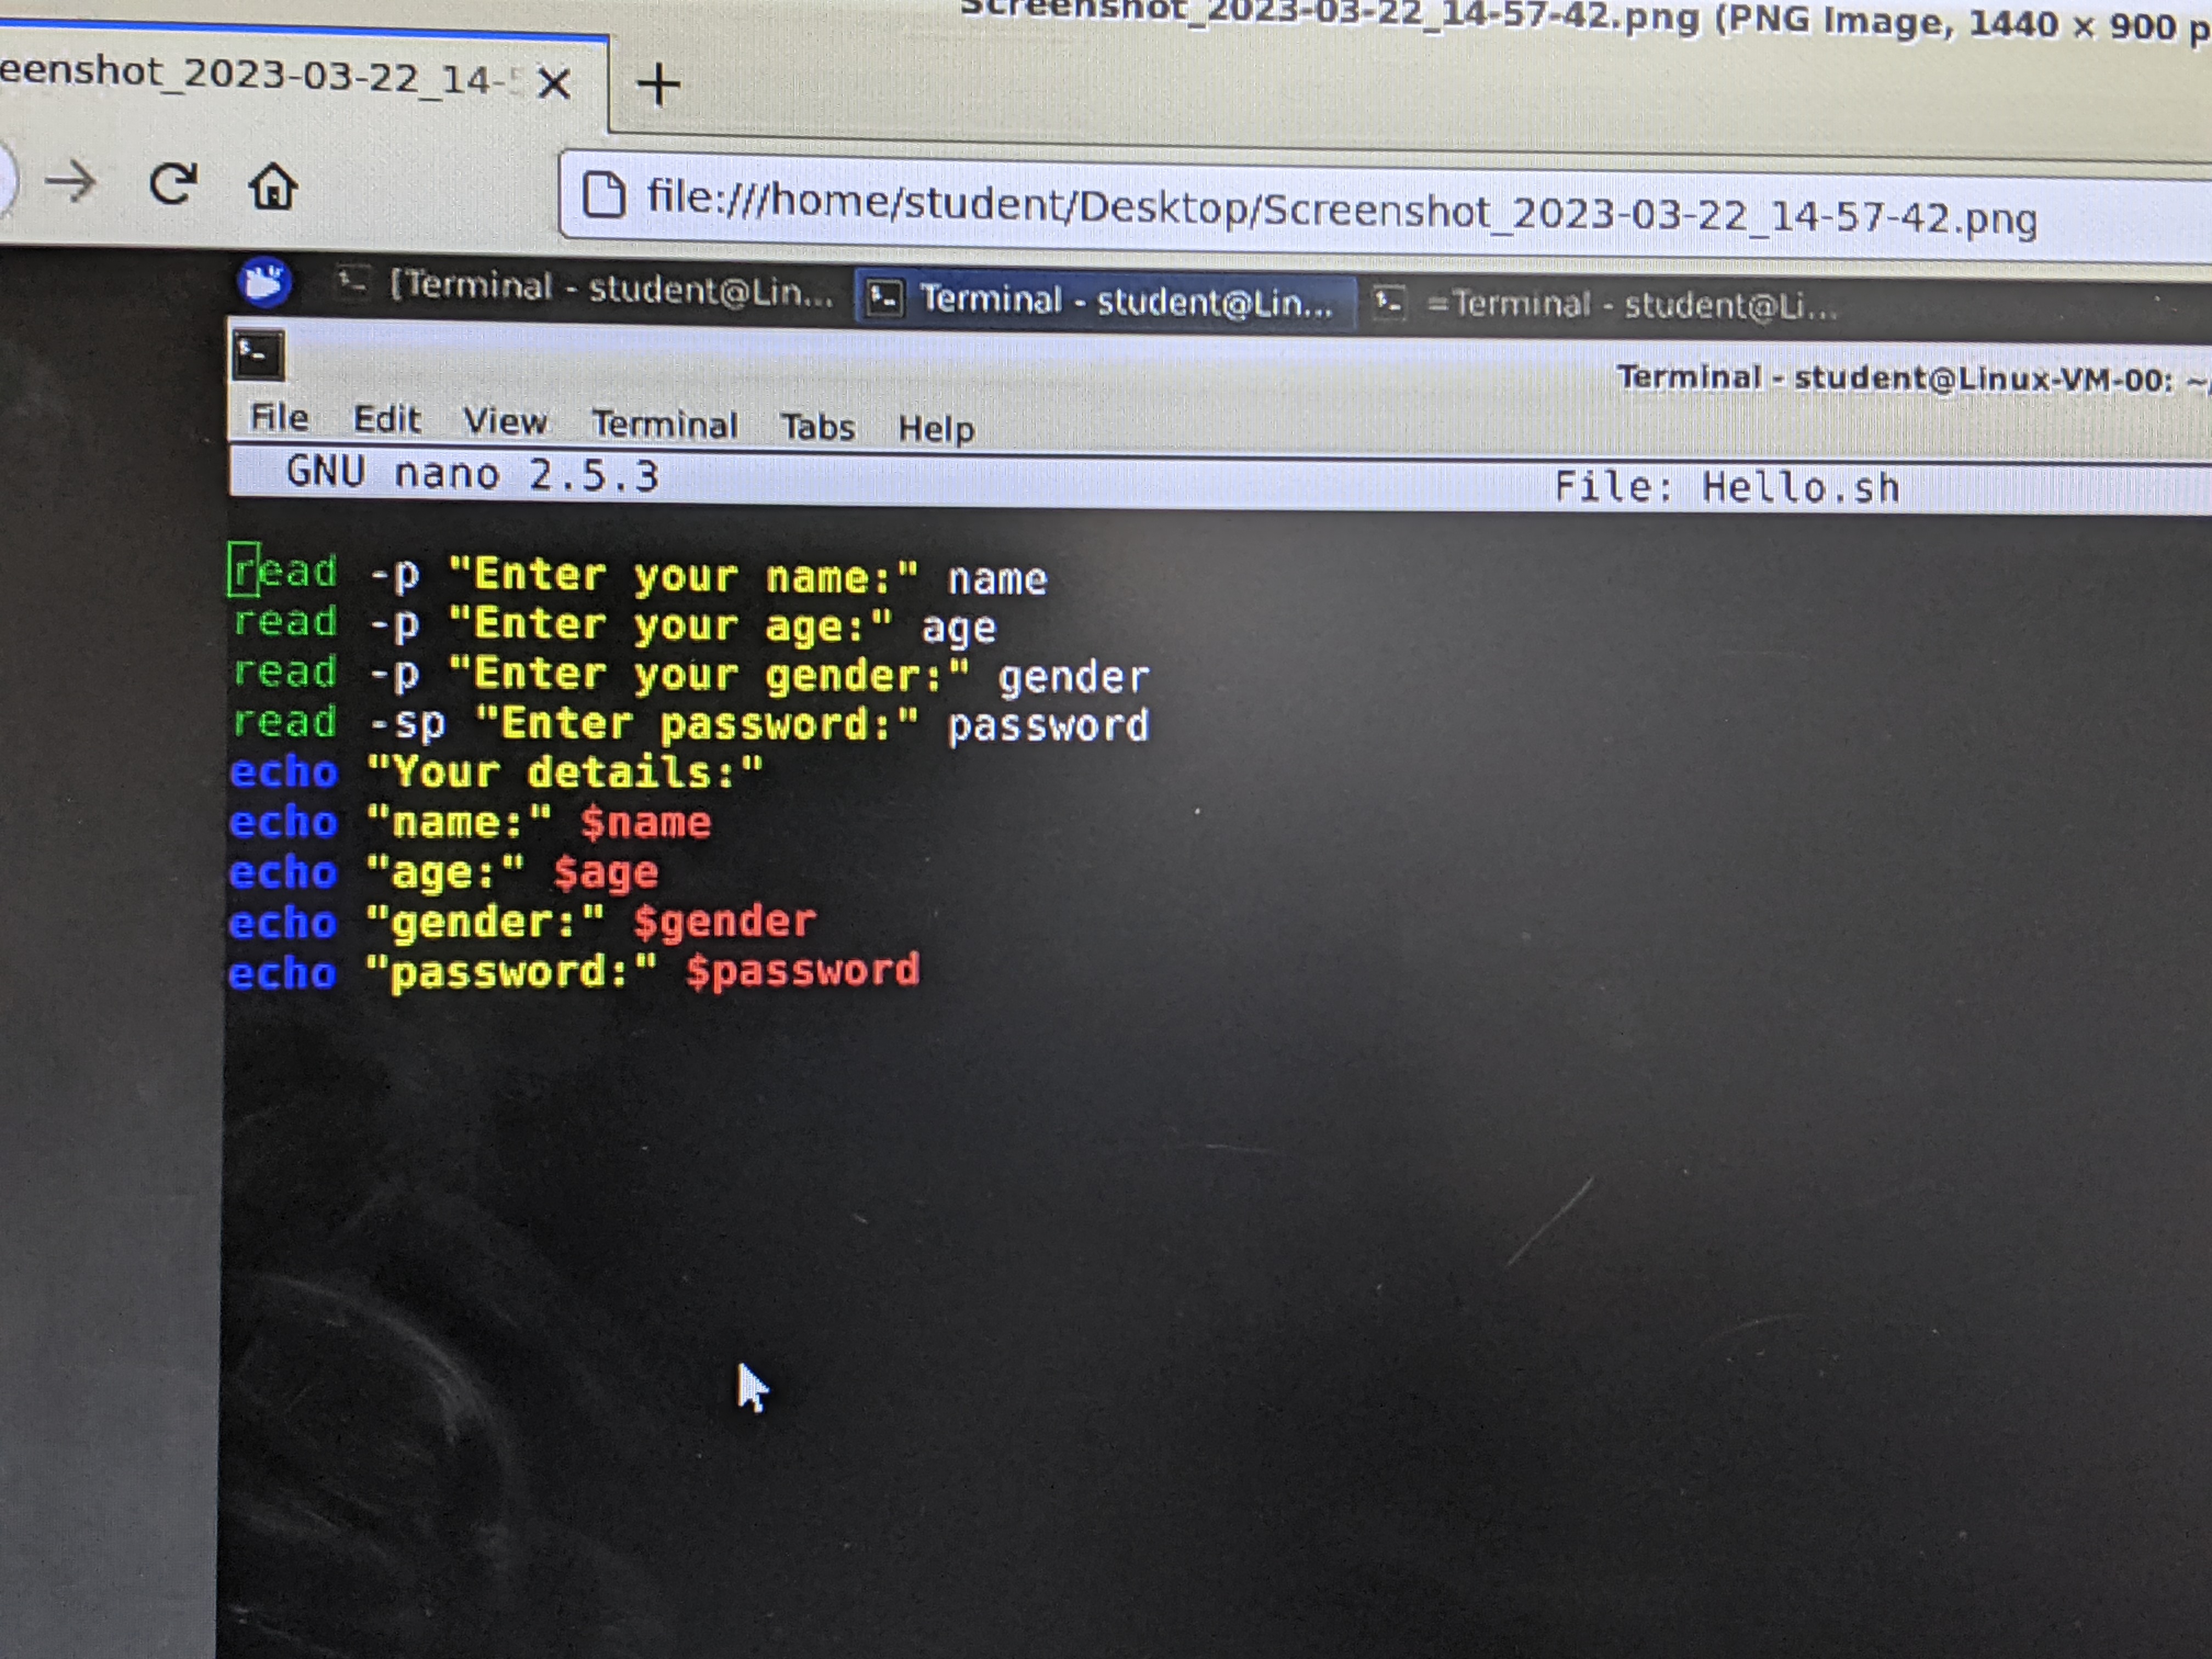 Screenshot_2023-03-22_14-57-42.png (PNG Image, 1440 × 900 p
eenshot_2023-03-22_14-
file:///home/student/Desktop/Screenshot_2023-03-22_14-57-42.png
[Terminal - student@Lin... Terminal - student@Lin... =Terminal - student@Li...
Terminal - student@Linux-VM-00: ~/
File Edit View Terminal Tabs Help
GNU nano 2.5.3 File: Hello.sh
read -p "Enter your name:" name
read -p "Enter your age:" age
read -p "Enter your gender:" gender
read -sp "Enter password:" password
echo "Your details:"
echo "name:" $name
echo "age:" $age
echo "gender:" $gender
echo "password:" $password